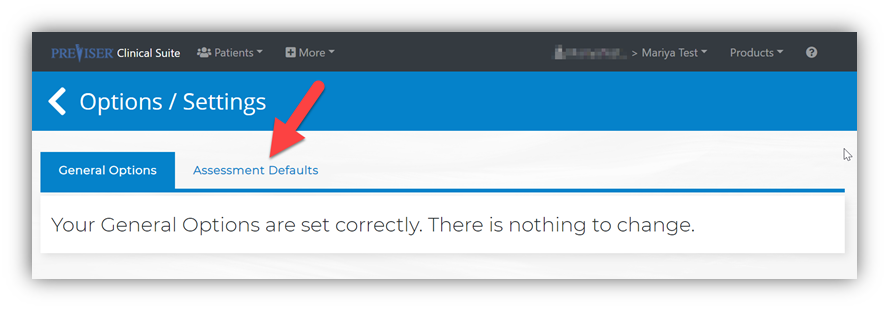 PREVISER Clinical Suite Patients More > Mariya Test Products ?
Options / Settings
General Options Assessment Defaults
Your General Options are set correctly. There is nothing to change.